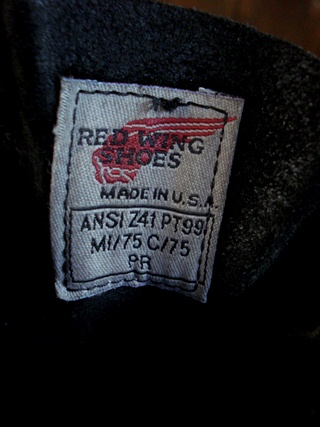 RED WING
SHOES
MADE IN U.S.A.
ANSI Z41 PT99
MI/75 C/75
PR